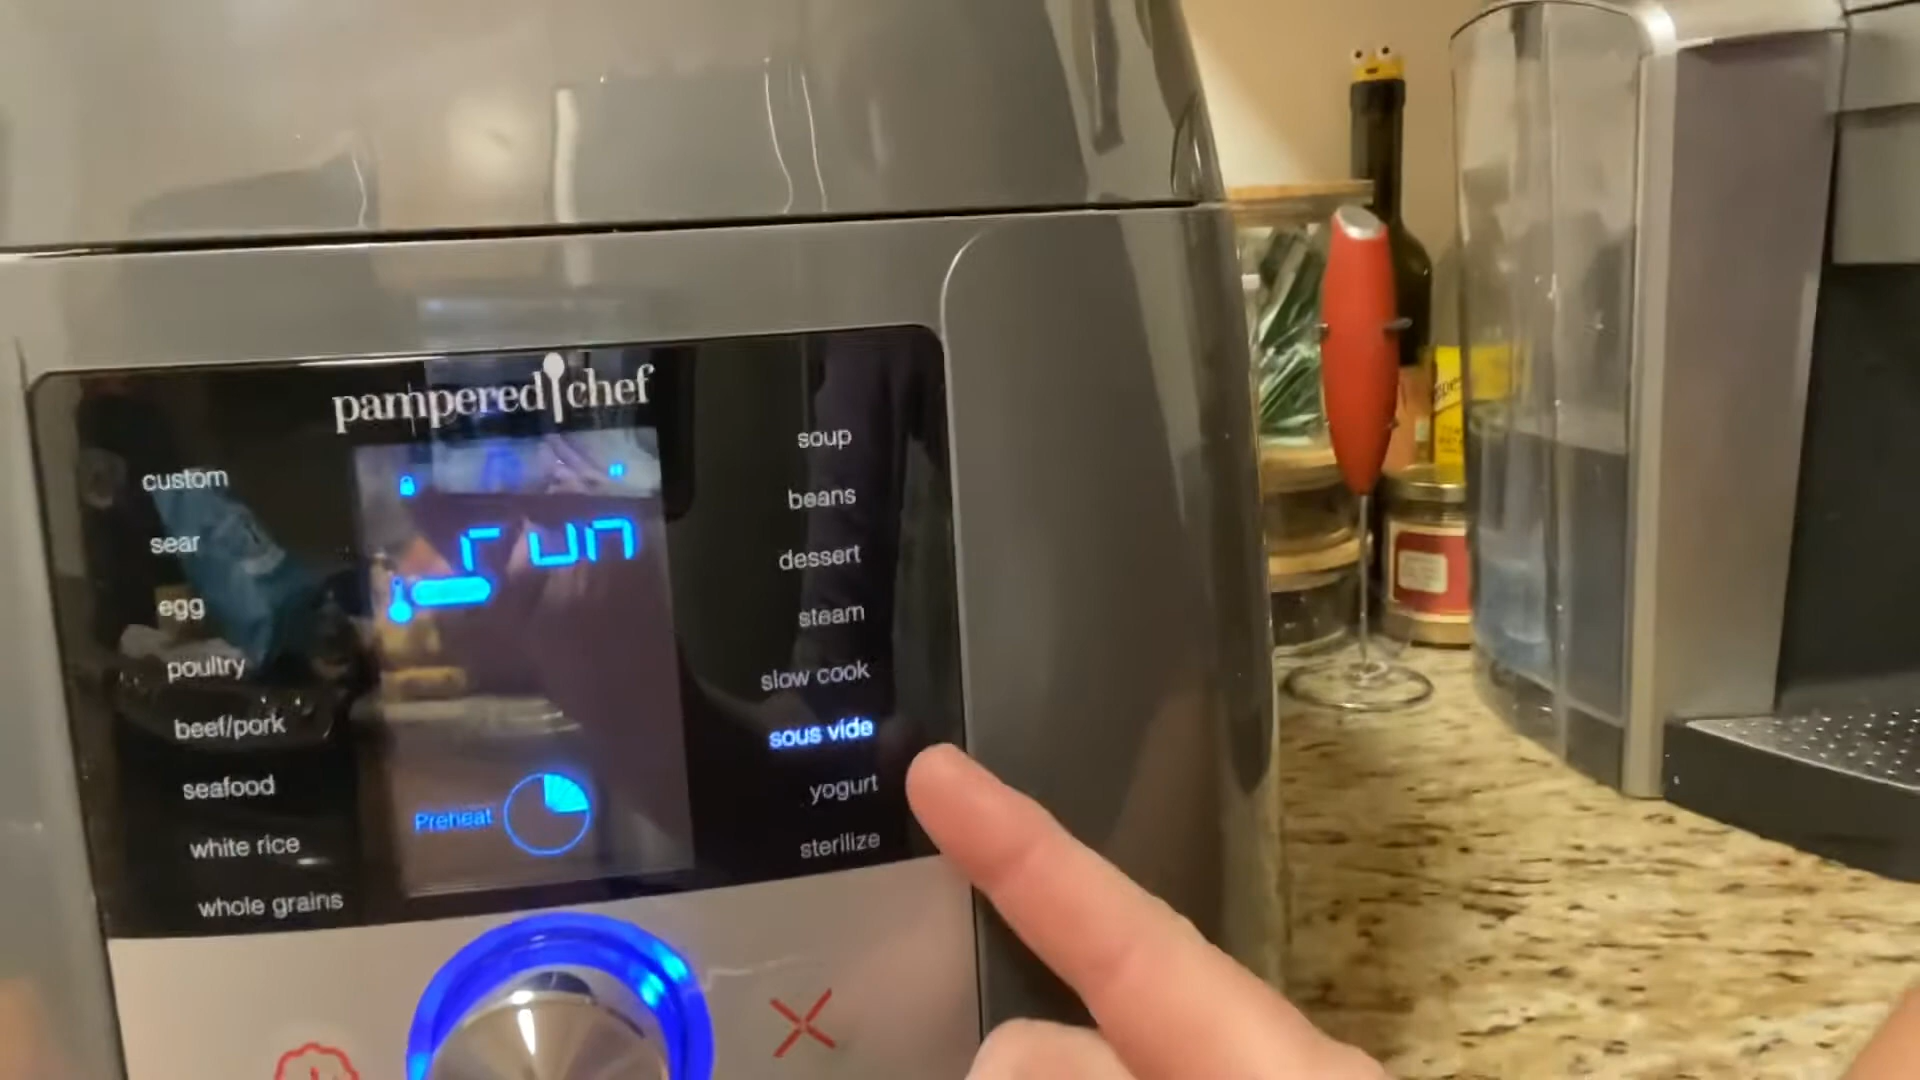 pampered chef
custom
sear
egg
poultry
beef/pork
seafood
white rice
whole grains
run
Preheat
soup
beans
dessert
steam
slow cook
sous vide
yogurt
sterilize